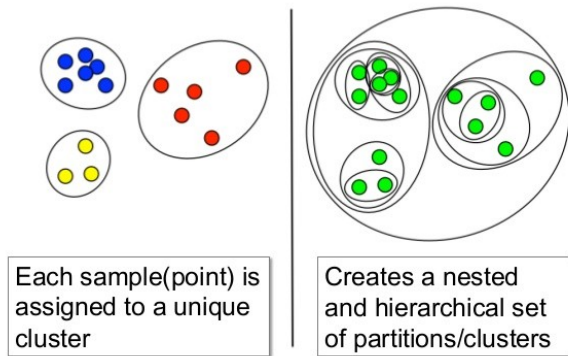 Each sample(point) is
assigned to a unique
cluster
Creates a nested
and hierarchical set
of partitions/clusters